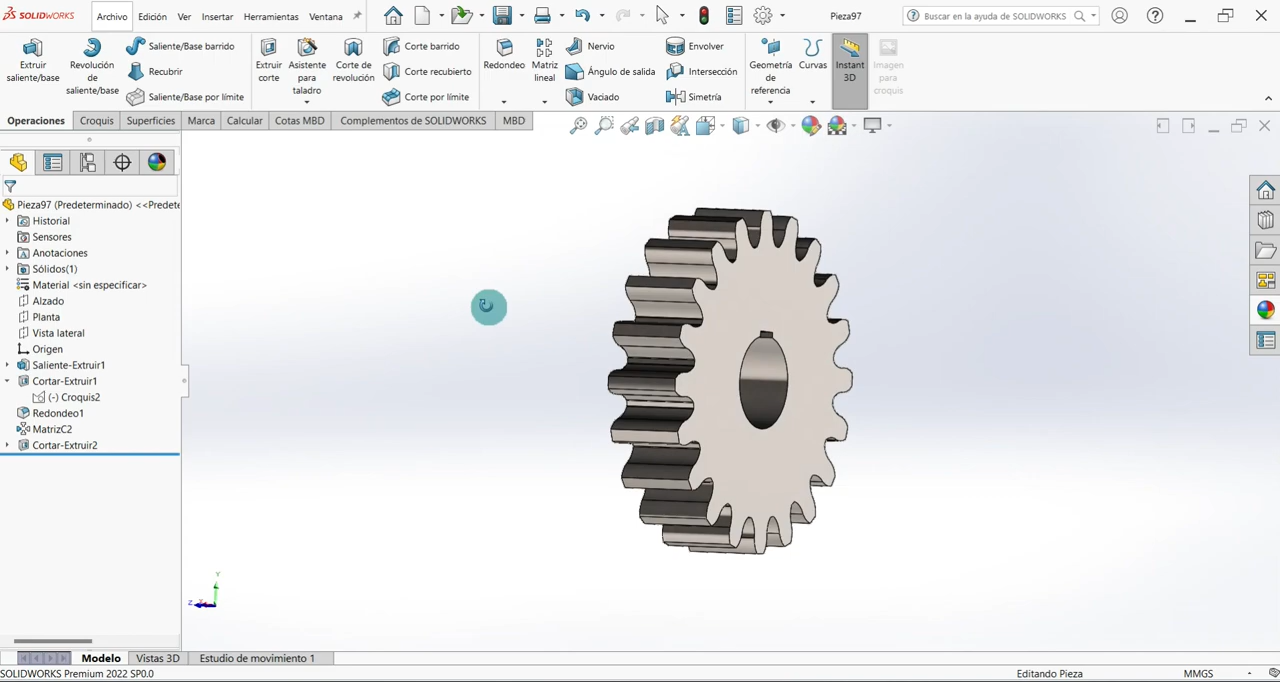 SOLIDWORKS Archivo Edición Ver Insertar Herramientas Ventana Pieza97 Buscar en la ayuda de SOLIDWORKS
Extruir saliente/base
Revolución de saliente/base
Saliente/Base barrido
Recubrir
Saliente/Base por límite
Extruir corte
Asistente para taladro
Corte de revolución
Corte barrido
Corte recubierto
Corte por límite
Redondeo
Matriz lineal
Nervio
Ángulo de salida
Vaciado
Envolver
Intersección
Simetría
Geometría de referencia
Curvas
Instant 3D
Imagen para croquis
Operaciones Croquis Superficies Marca Calcular Cotas MBD Complementos de SOLIDWORKS MBD
Pieza97 (Predeterminado) <<Predete
Historial
Sensores
Anotaciones
Sólidos(1)
Material <sin especificar>
Alzado
Planta
Vista lateral
Origen
Saliente-Extruir1
Cortar-Extruir1
(-) Croquis2
Redondeo1
MatrizC2
Cortar-Extruir2
Y
Z
Modelo Vistas 3D Estudio de movimiento 1
SOLIDWORKS Premium 2022 SP0.0 Editando Pieza MMGS